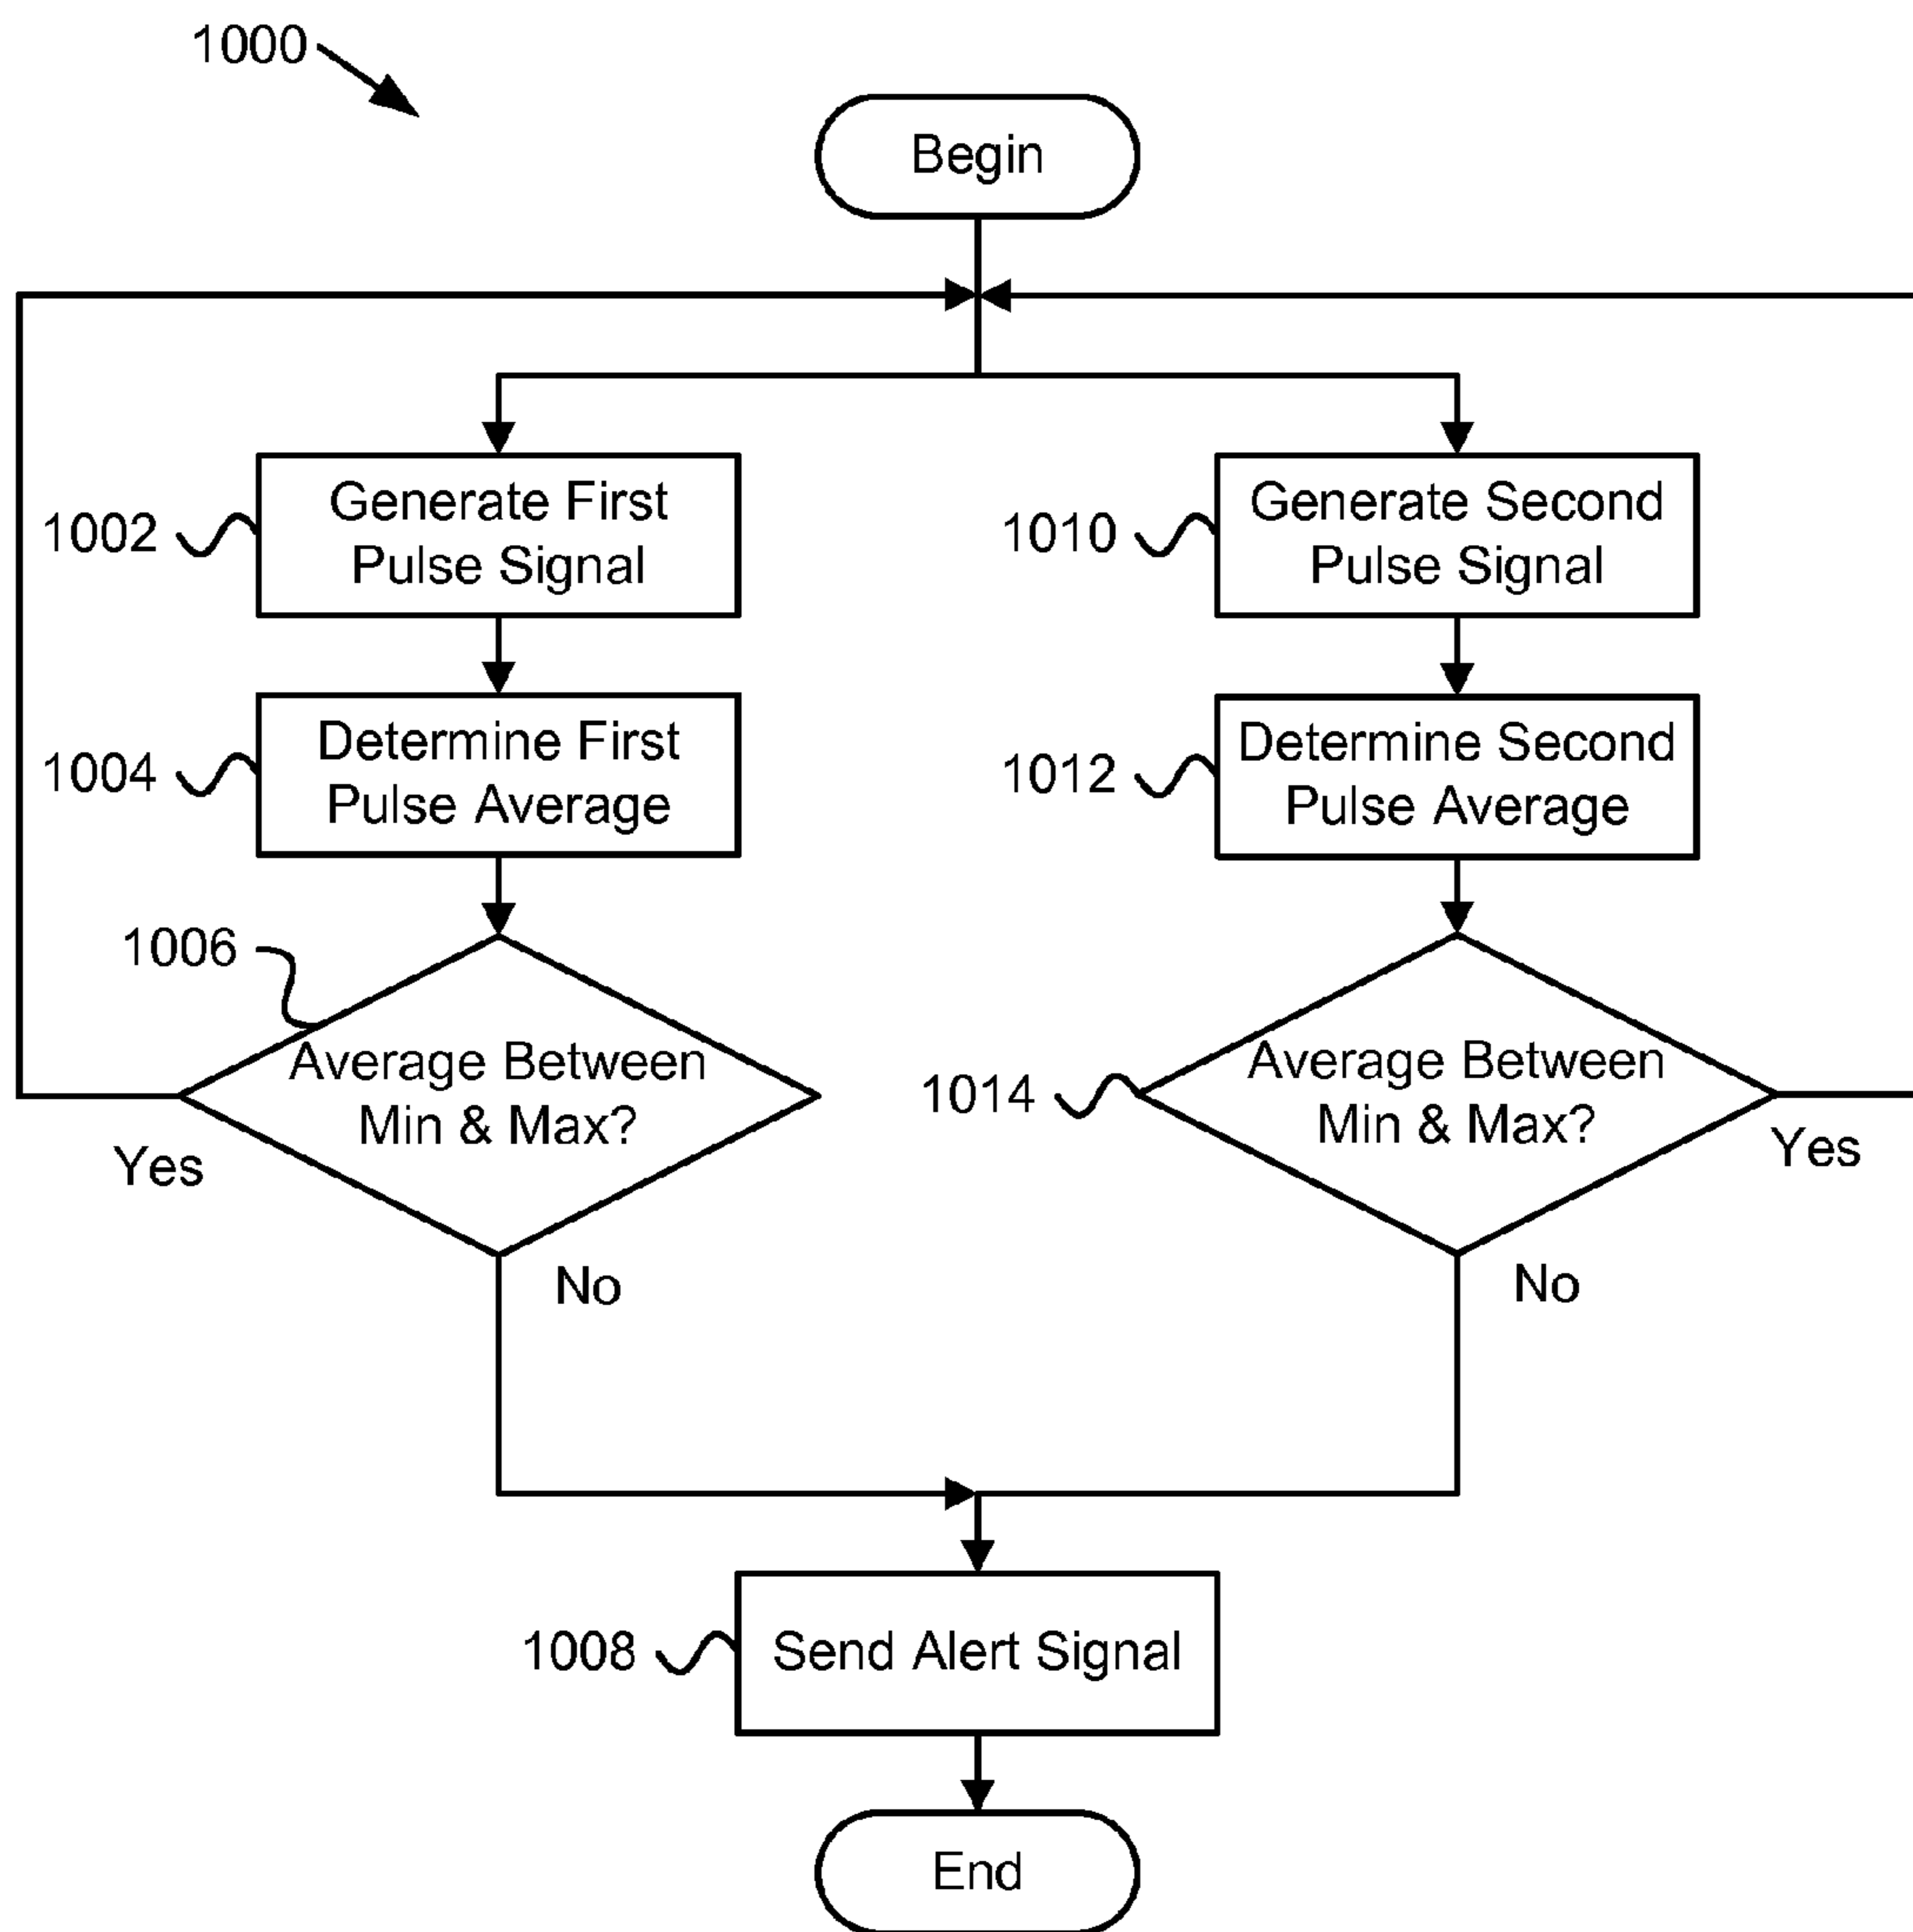 1000
Begin
1002
Generate First
Pulse Signal
1010
Generate Second
Pulse Signal
1004
Determine First
Pulse Average
1012
Determine Second
Pulse Average
1006
Average Between
Min & Max?
Yes
No
1014
Average Between
Min & Max?
Yes
No
1008
Send Alert Signal
End